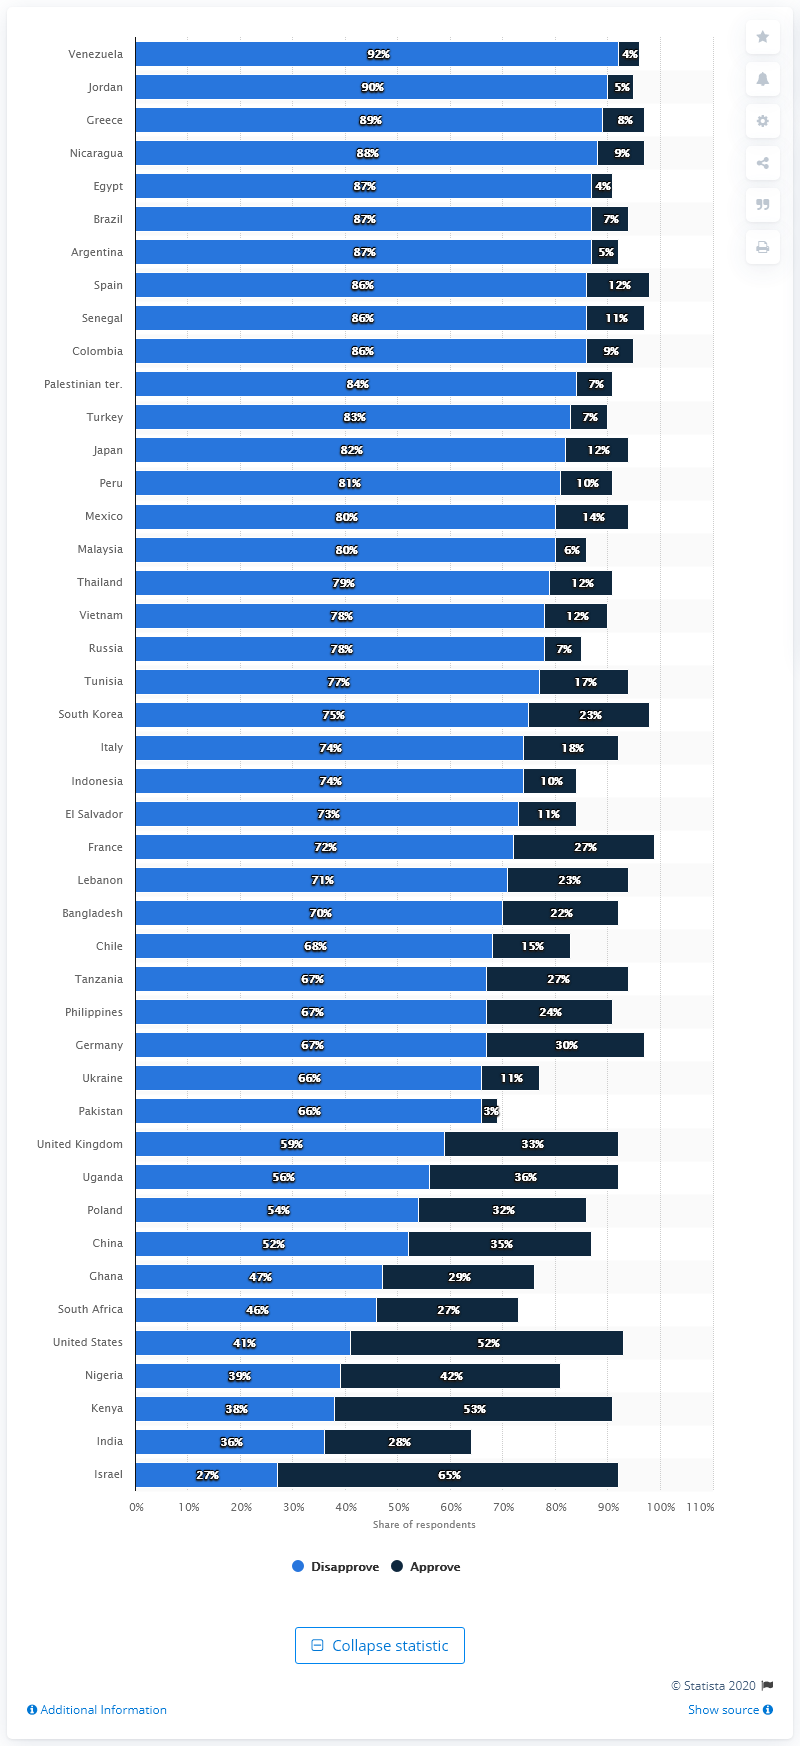 Venezuela 92% 4%
Jordan 90% 5%
Greece 89% 8%
Nicaragua 88% 9%
Egypt 87% 4%
Brazil 87% 7%
Argentina 87% 5%
Spain 86% 12%
Senegal 86% 11%
Colombia 86% 9%
Palestinian ter. 84% 7%
Turkey 83% 7%
Japan 82% 12%
Peru 81% 10%
Mexico 80% 14%
Malaysia 80% 6%
Thailand 79% 12%
Vietnam 78% 12%
Russia 78% 7%
Tunisia 77% 17%
South Korea 75% 23%
Italy 74% 18%
Indonesia 74% 10%
El Salvador 73% 11%
France 72% 27%
Lebanon 71% 23%
Bangladesh 70% 22%
Chile 68% 15%
Tanzania 67% 27%
Philippines 67% 24%
Germany 67% 30%
Ukraine 66% 11%
Pakistan 66% 3%
United Kingdom 59% 33%
Uganda 56% 36%
Poland 54% 32%
China 52% 35%
Ghana 47% 29%
South Africa 46% 27%
United States 41% 52%
Nigeria 39% 42%
Kenya 38% 53%
India 36% 28%
Israel 27% 65%
0% 10% 20% 30% 40% 50% 60% 70% 80% 90% 100% 110%
Share of respondents
Disapprove Approve
Collapse statistic
© Statista 2020
Additional Information Show source